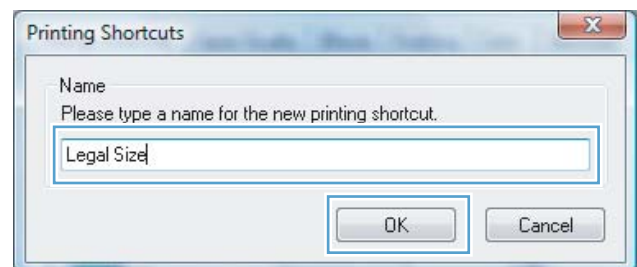 Printing Shortcuts
Name
Please type a name for the new printing shortcut.
Legal Size
OK
Cancel